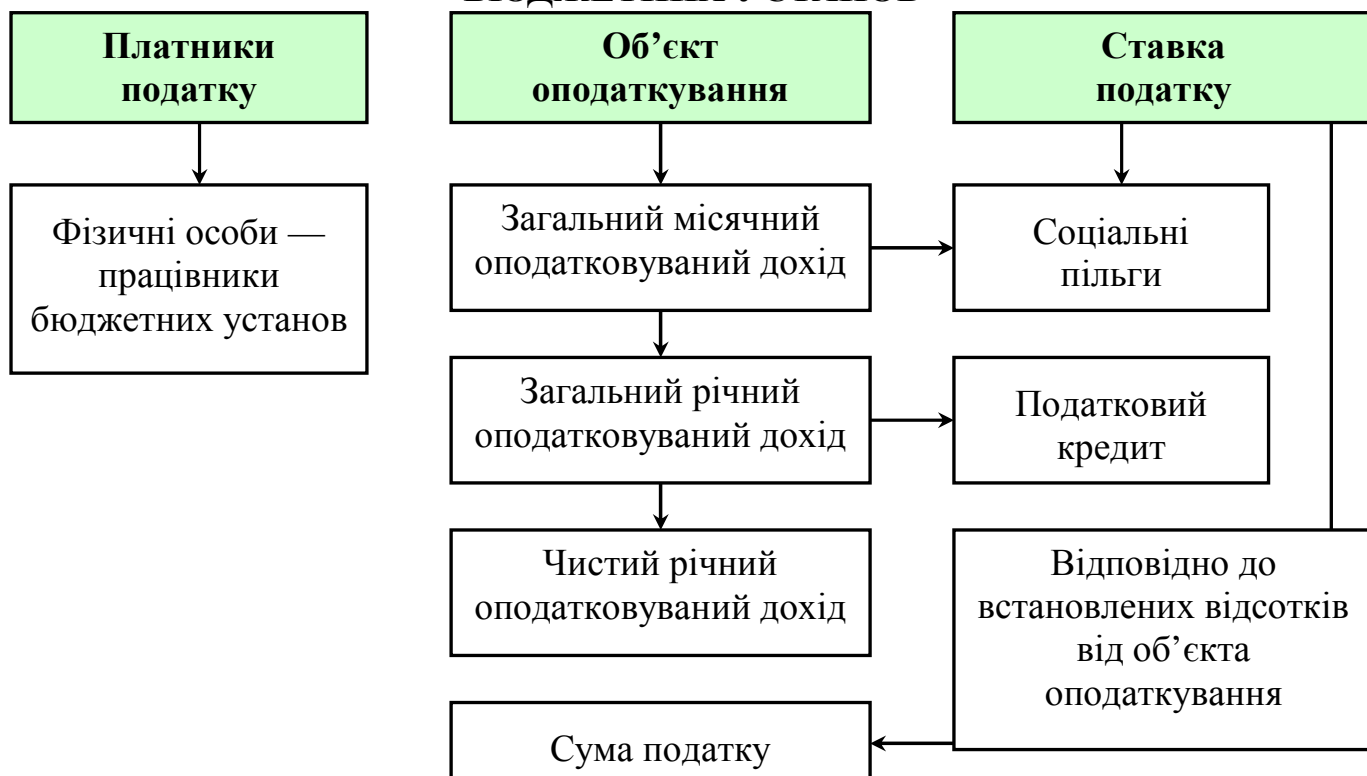 Платники
податку
Об’єкт
оподаткування
Ставка
податку
Фізичні особи —
працівники
бюджетних установ
Загальний місячний
оподатковуваний дохід
Соціальні
пільги
Загальний річний
оподатковуваний дохід
Податковий
кредит
Чистий річний
оподатковуваний дохід
Відповідно до
встановлених відсотків
від об’єкта
оподаткування
Сума податку